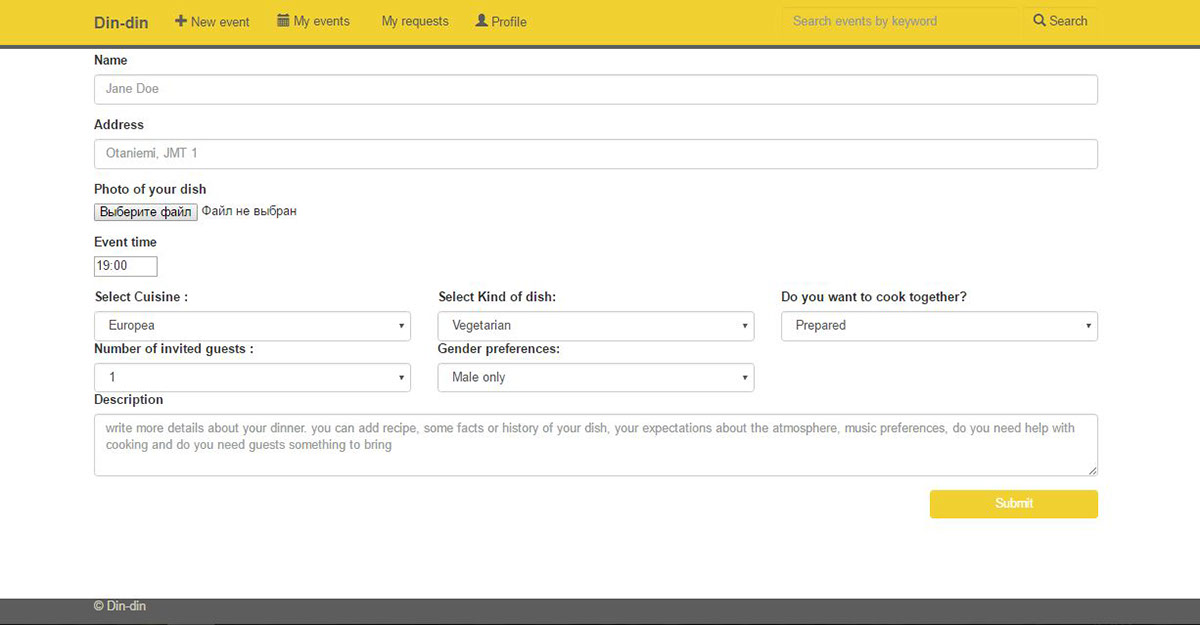 Din-din New event My events My requests Profile Search events by keyword Search
Name
Jane Doe
Address
Otaniemi, JMT 1
Photo of your dish
Выберите файл Файл не выбран
Event time
19:00
Select Cuisine : Select Kind of dish: Do you want to cook together?
Europea Vegetarian Prepared
Number of invited guests : Gender preferences:
1 Male only
Description
write more details about your dinner. you can add recipe, some facts or history of your dish, your expectations about the atmosphere, music preferences, do you need help with
cooking and do you need guests something to bring
Submit
© Din-din